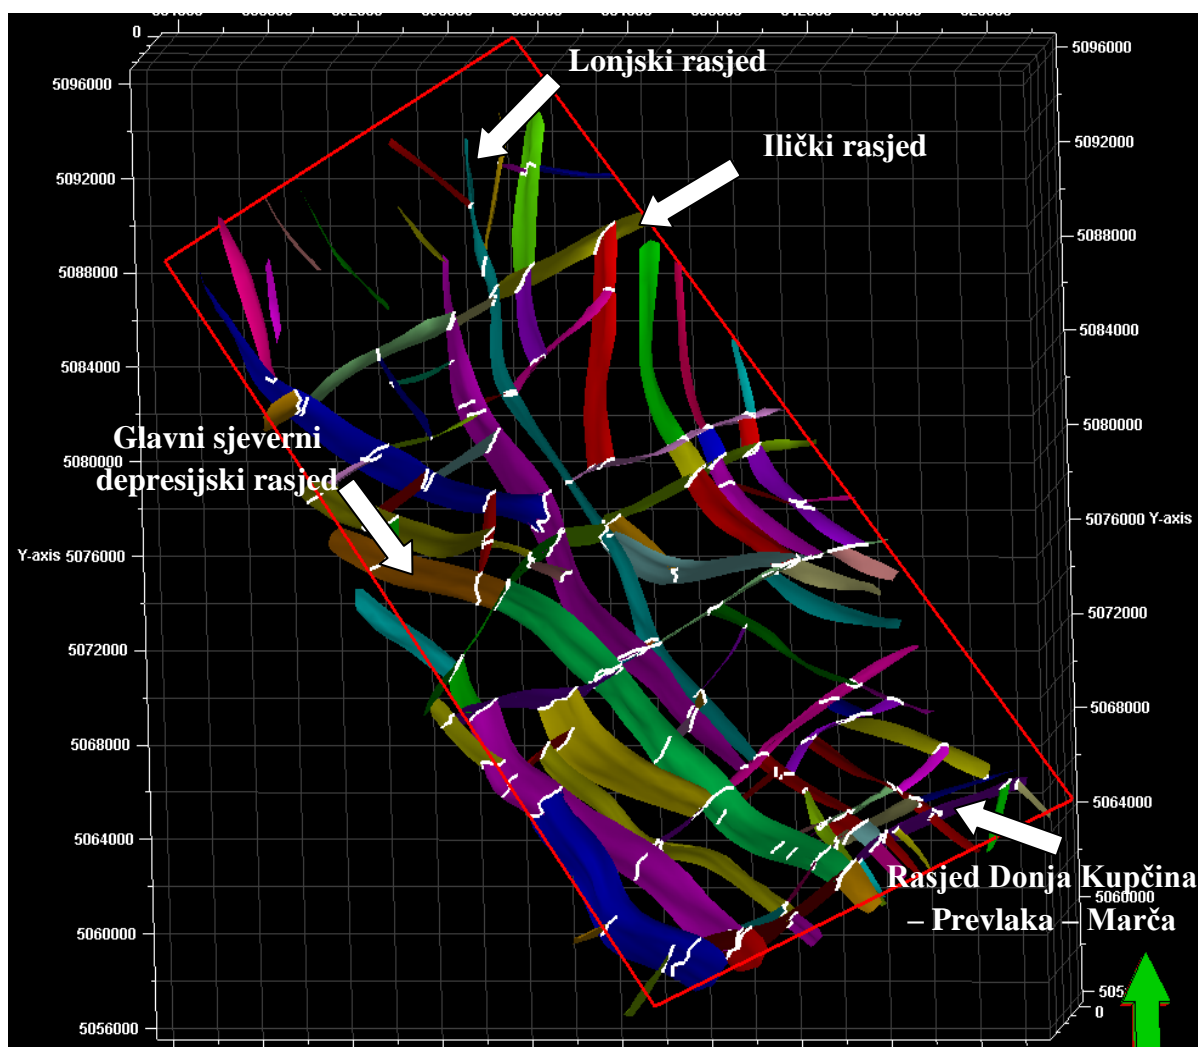 0
5096000
5092000
5088000
5084000
5080000
Y-axis 5076000
5072000
5068000
5064000
5060000
5056000
5096000
5092000
5088000
5084000
5080000
5076000 Y-axis
5072000
5068000
5064000
5060000
0
Lonjski rasjed
Ilički rasjed
Glavni sjeverni
depresijski rasjed
Rasjed Donja Kupčina
– Prevlaka – Marča